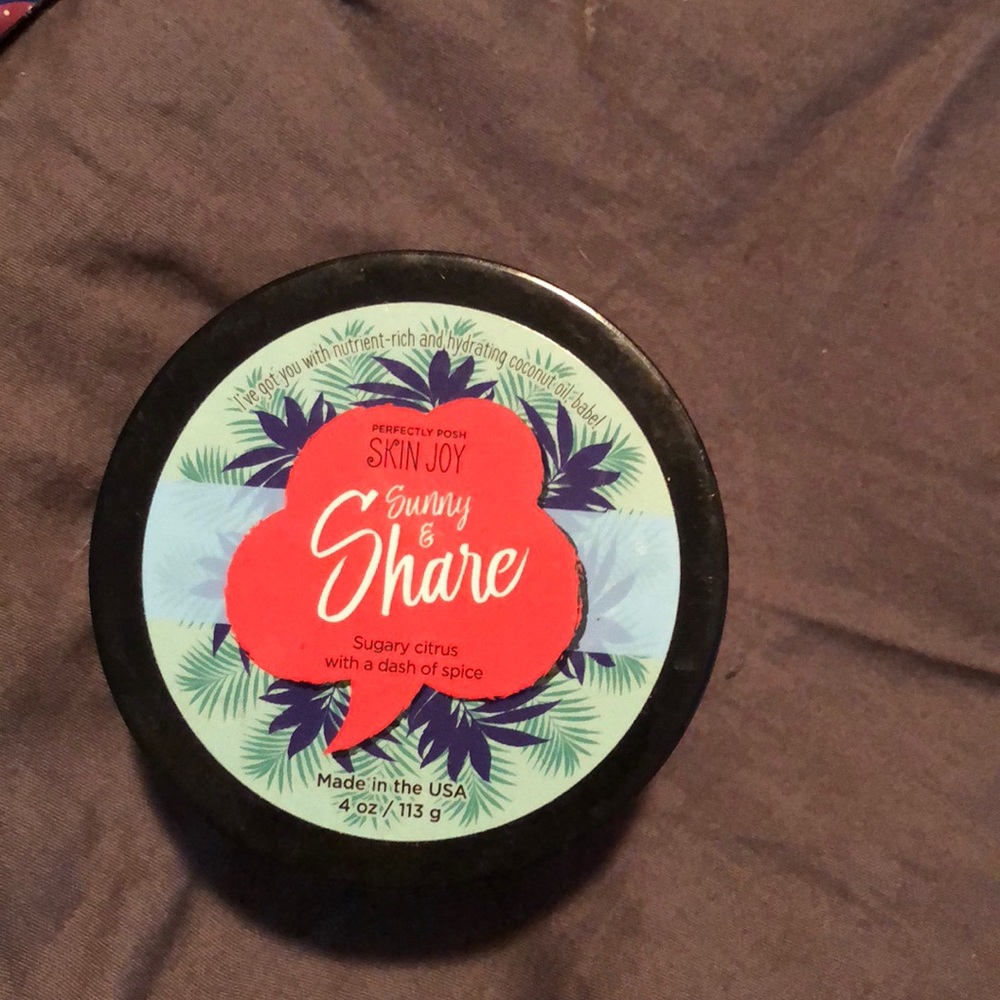 "I've got you with nutrient-rich and hydrating coconut oil, babe!
PERFECTLY POSH
SKIN JOY
Sunny
&
Share
Sugary citrus
with a dash of spice
Made in the USA
4 oz / 113 g